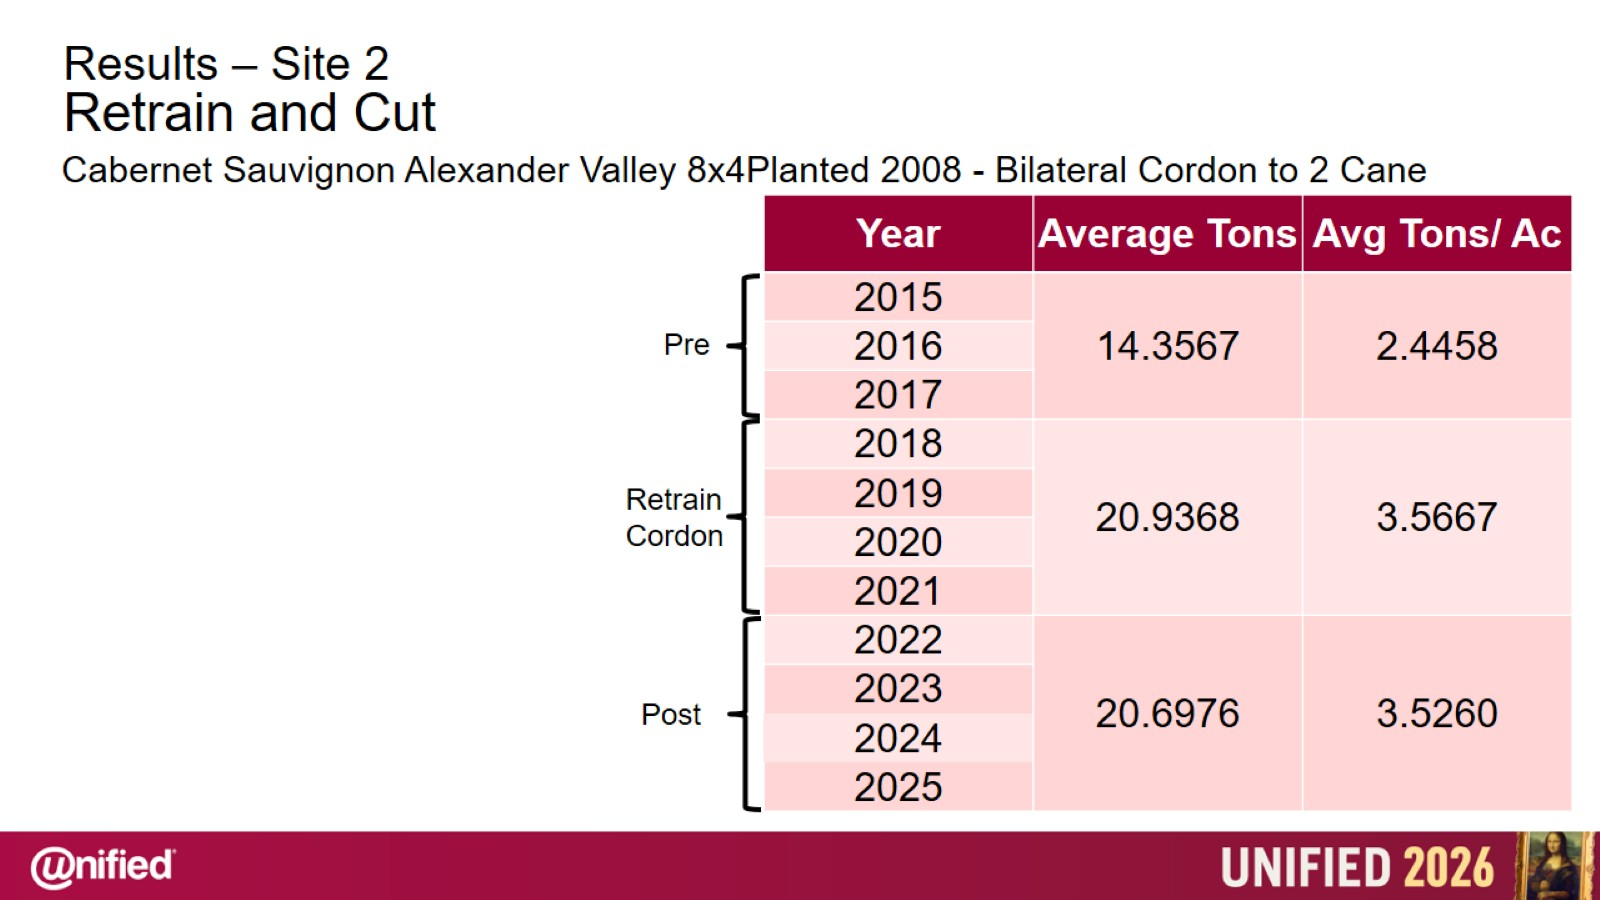 Results – Site 2
Retrain and Cut
Cabernet Sauvignon Alexander Valley 8x4Planted 2008 - Bilateral Cordon to 2 Cane
Year Average Tons Avg Tons/ Ac
Pre
2015
2016 14.3567 2.4458
2017
Retrain
Cordon
2018
2019
20.9368 3.5667
2020
2021
Post
2022
2023
20.6976 3.5260
2024
2025
unified
UNIFIED 2026